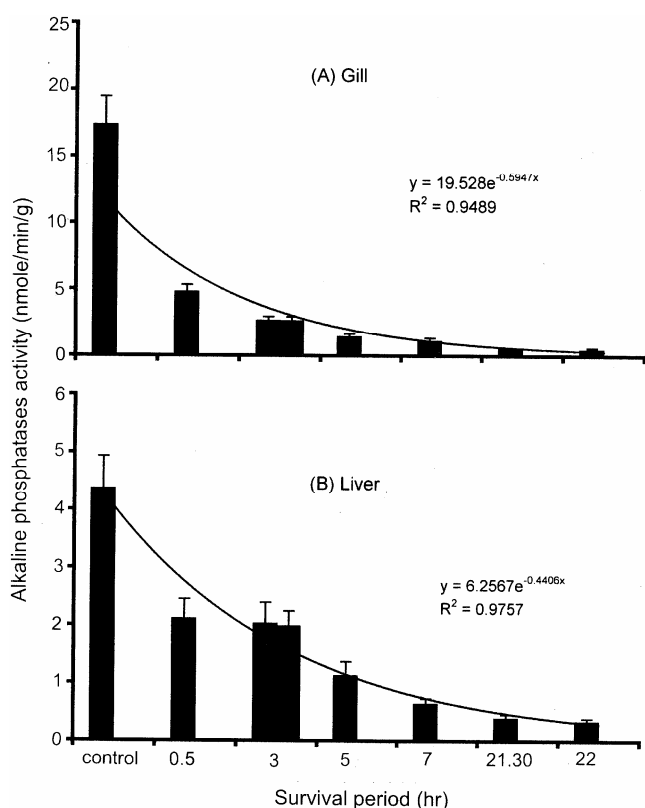 25
20
15
10
5
0
(A) Gill
y = 19.528e^-0.5947x
R² = 0.9489
Alkaline phcsphatases activity (nmole/min/g)
6
5
4
3
2
1
0
(B) Liver
y = 6.2567e^-0.4406x
R² = 0.9757
control 0.5 3 5 7 21.30 22
Survival period (hr)